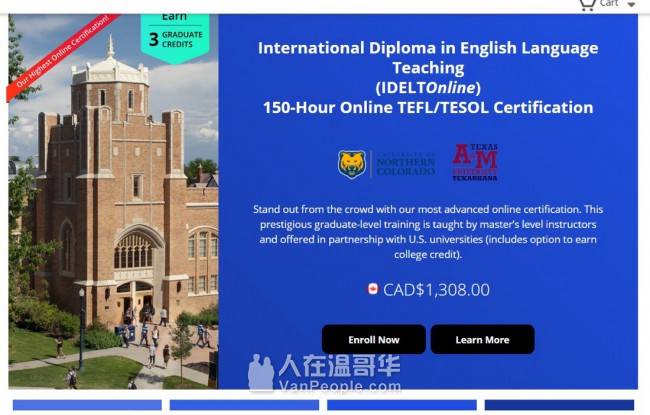 Cart
Our Highest Online Certification!
Earn
3 GRADUATE
CREDITS
International Diploma in English Language
Teaching
(IDELTOnline)
150-Hour Online TEFL/TESOL Certification
UNIVERSITY OF
NORTHERN
COLORADO
TEXAS
A&M
UNIVERSITY
TEXARKANA
Stand out from the crowd with our most advanced online certification. This
prestigious graduate-level training is taught by master's level instructors
and offered in partnership with U.S. universities (includes option to earn
college credit).
CAD$1,308.00
Enroll Now
Learn More
人在温哥华
VanPeople.com